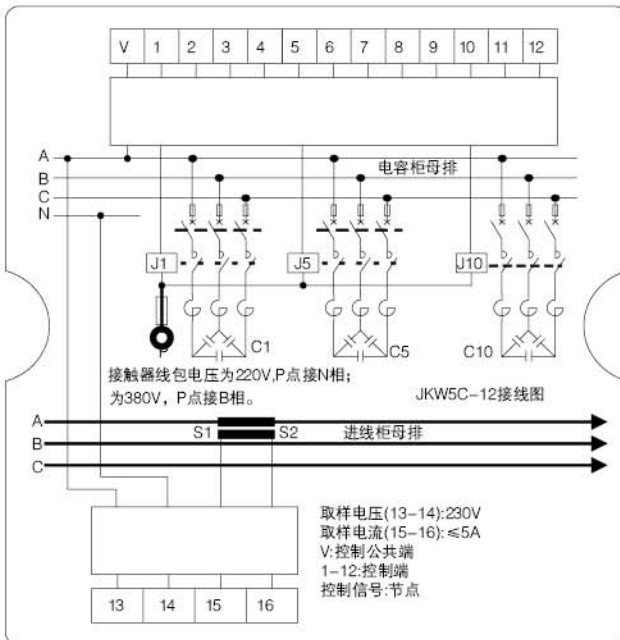 V 1 2 3 4 5 6 7 8 9 10 11 12
A
电容柜母排
B
C
N
J1 J5 J10
C1 C5 C10
接触器线包电压为220V,P点接N相;
为380V，P点接B相。
JKW5C-12接线图
A
S1 S2 进线柜母排
B
C
取样电压(13-14):230V
取样电流(15-16):≤5A
V:控制公共端
1-12:控制端
控制信号:节点
13 14 15 16